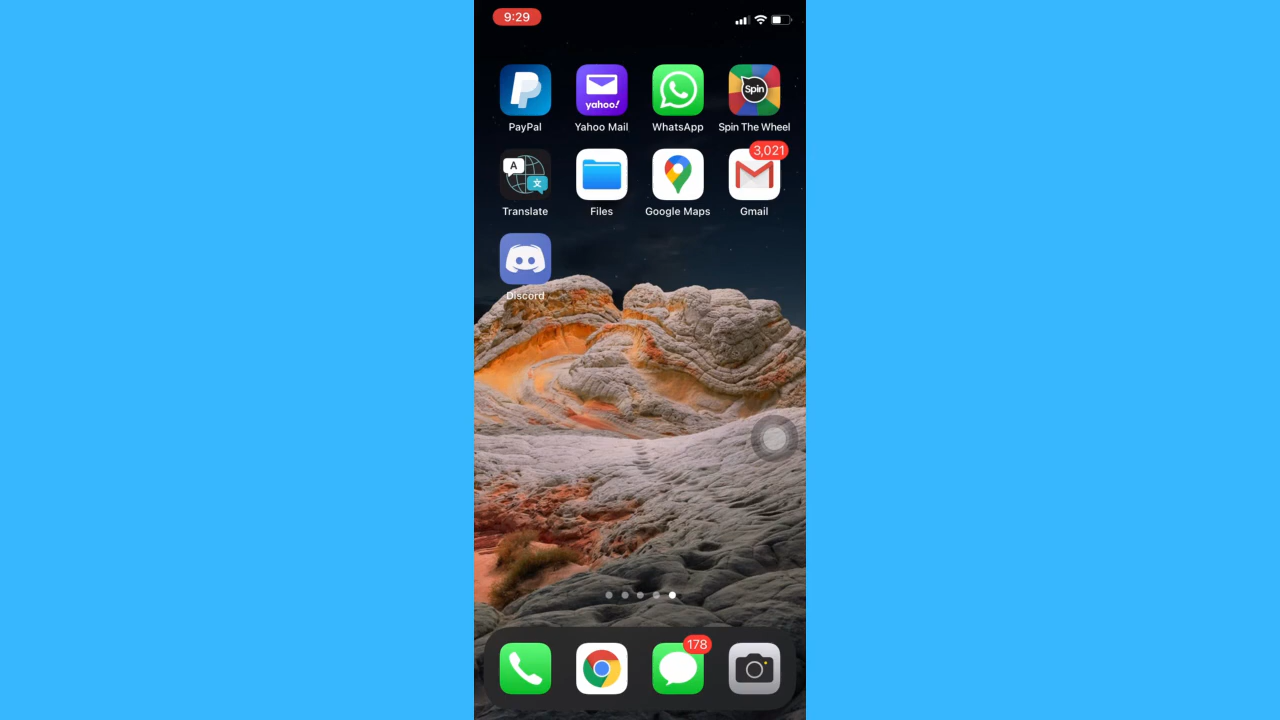 9:29
yahoo!
Spin
PayPal
Yahoo Mail
WhatsApp
Spin The Wheel
3,021
A
文
Translate
Files
Google Maps
Gmail
Discord
178